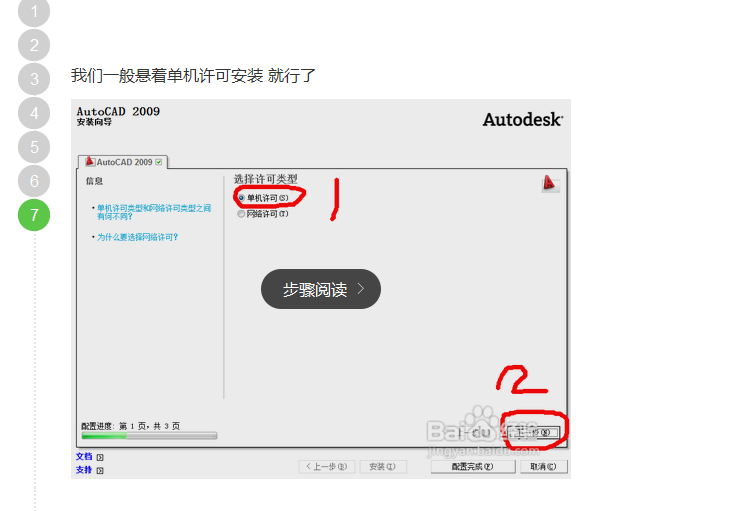 1
2
3
我们一般悬着单机许可安装 就行了
4
5
6
7
AutoCAD 2009
安装向导
Autodesk
AutoCAD 2009
信息
选择许可类型
单机许可(S)
网络许可(T)
1
• 单机许可类型和网络许可类型之间
有何不同?
• 为什么要选择网络许可?
步骤阅读 >
2
配置进度: 第 1 页, 共 3 页
Bai
jingyan.baidu.com
文档
支持
<上一步(B)
安装(I)
配置完成(F)
取消(C)